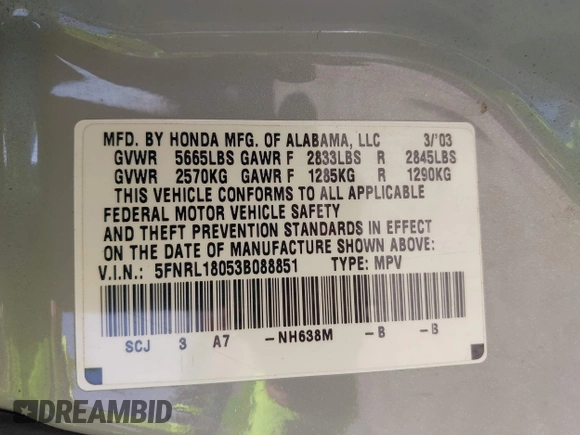 MFD. BY HONDA MFG. OF ALABAMA, LLC 3/'03
GVWR 5665LBS GAWR F 2833LBS R 2845LBS
GVWR 2570KG GAWR F 1285KG R 1290KG
THIS VEHICLE CONFORMS TO ALL APPLICABLE
FEDERAL MOTOR VEHICLE SAFETY
AND THEFT PREVENTION STANDARDS IN EFFECT
ON THE DATE OF MANUFACTURE SHOWN ABOVE.
V.I.N.: 5FNRL18053B088851 TYPE: MPV
SCJ 3 A7 -NH638M -B -B
DREAMBID